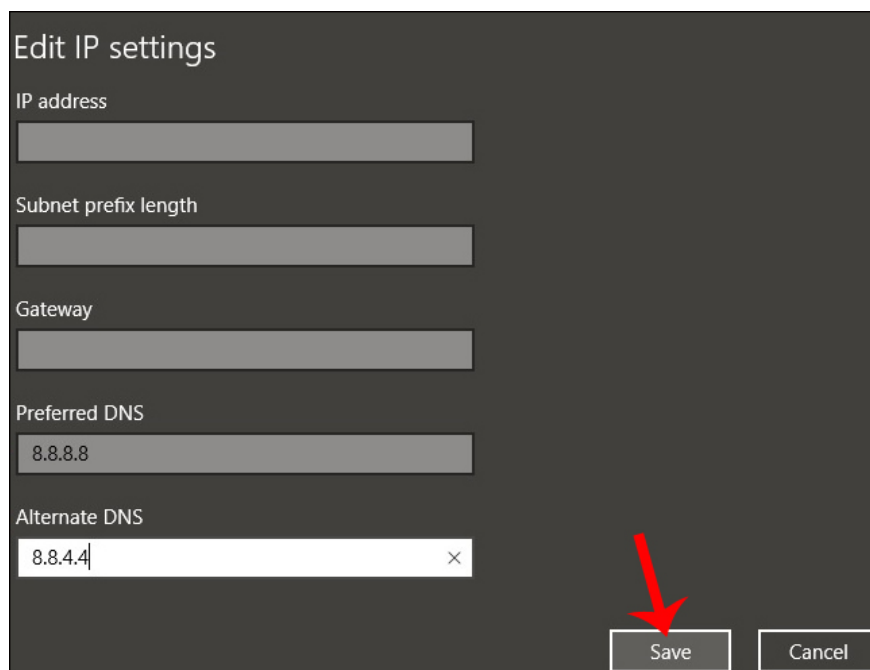 Edit IP settings
IP address
Subnet prefix length
Gateway
Preferred DNS
8.8.8.8
Alternate DNS
8.8.4.4
Save Cancel